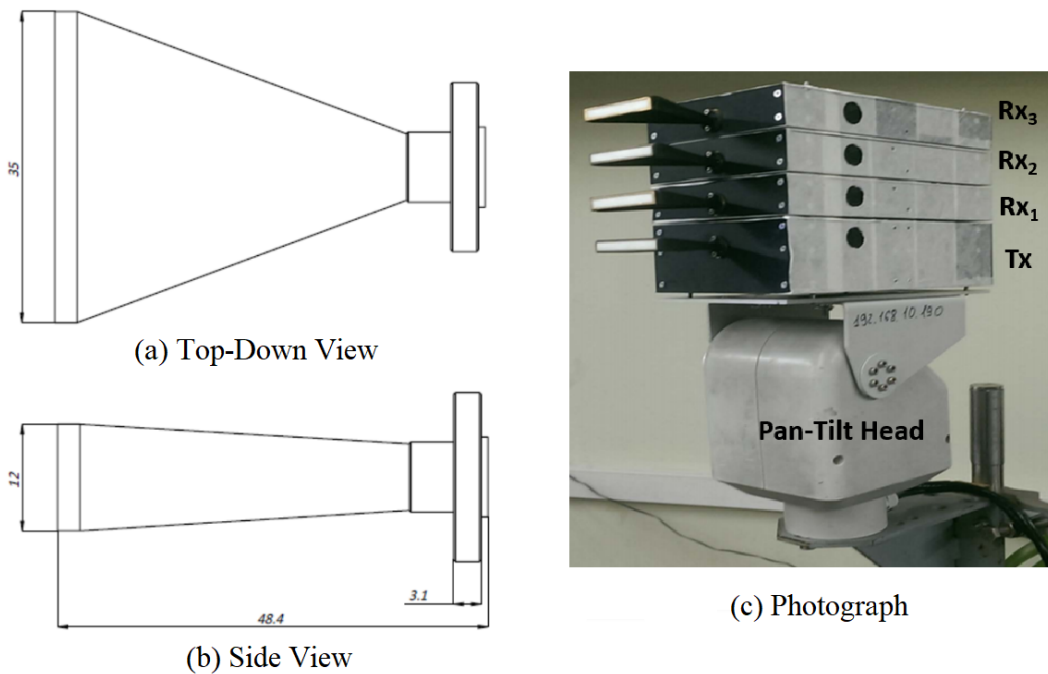 35
(a) Top-Down View
12
3.1
48.4
(b) Side View
Rx3
Rx2
Rx1
Tx
192.168.10.190
Pan-Tilt Head
(c) Photograph